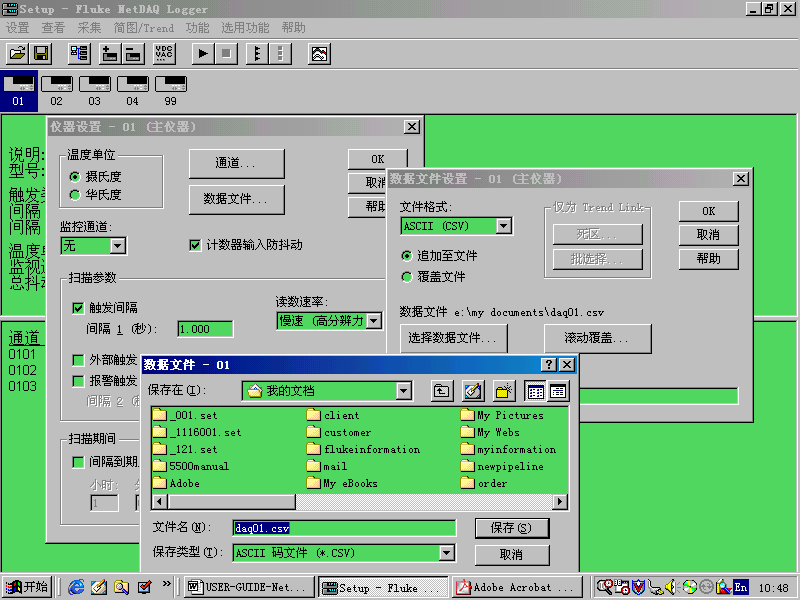 Setup - Fluke NetDAQ Logger
设置 查看 采集 简图/Trend 功能 选用功能 帮助
VDC
VAC
01 02 03 04 99
仪器设置 - 01 (主仪器)
说明:
型号:
触发
间隔
间隔
温度单
监视通
总抖动
通道
0101
0102
0103
温度单位
摄氏度
华氏度
通道...
数据文件...
OK
取消
帮助
监控通道:
无
计数器输入防抖动
扫描参数
触发间隔
间隔 1 (秒): 1.000
读数速率:
慢速 (高分辨力
外部触发
报警触发
间隔 2 (秒
扫描期间
间隔到期
小时:
1
数据文件设置 - 01 (主仪器)
文件格式:
ASCII (CSV)
追加至文件
覆盖文件
仅为 Trend Link
死区...
批选择...
OK
取消
帮助
数据文件 e:\my documents\daq01.csv
选择数据文件... 滚动覆盖...
数据文件 - 01
保存在(I): 我的文档
_001.set client My Pictures
_1116001.set customer My Webs
_121.set flukeinformation myinformation
5500manual mail newpipeline
Adobe My eBooks order
文件名(N): daq01.csv 保存(S)
保存类型(T): ASCII 码文件 (*.CSV) 取消
开始 » USER-GUIDE-Net... Setup - Fluke ... Adobe Acrobat ... En 10:48